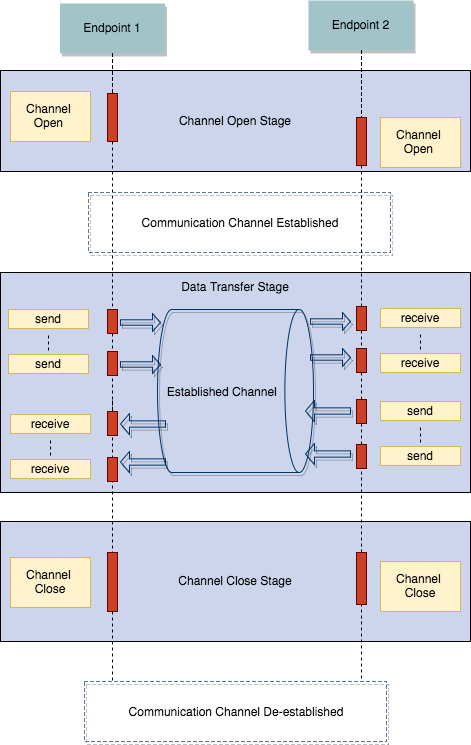 Endpoint 1
Endpoint 2
Channel
Open
Channel Open Stage
Channel
Open
Communication Channel Established
Data Transfer Stage
send
receive
send
receive
Established Channel
receive
send
receive
send
Channel
Close
Channel Close Stage
Channel
Close
Communication Channel De-established